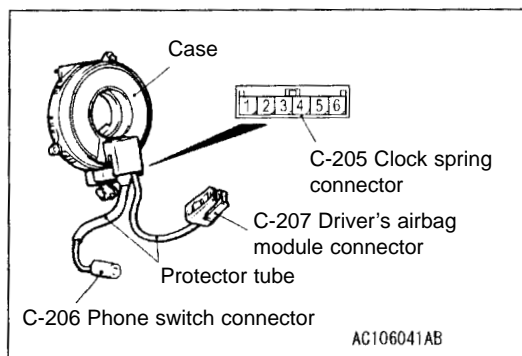 Case
1 2 3 4 5 6
C-205 Clock spring
connector
C-207 Driver's airbag
module connector
Protector tube
C-206 Phone switch connector
AC106041AB